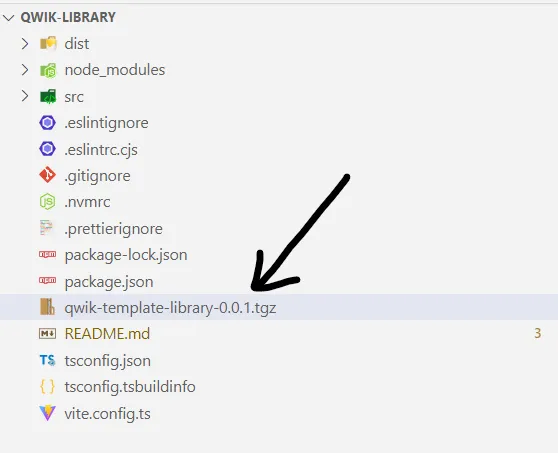 QWIK-LIBRARY
dist
node_modules
src
.eslintignore
.eslintrc.cjs
.gitignore
.nvmrc
.prettierignore
package-lock.json
package.json
qwik-template-library-0.0.1.tgz
README.md 3
TS tsconfig.json
{ } tsconfig.tsbuildinfo
vite.config.ts